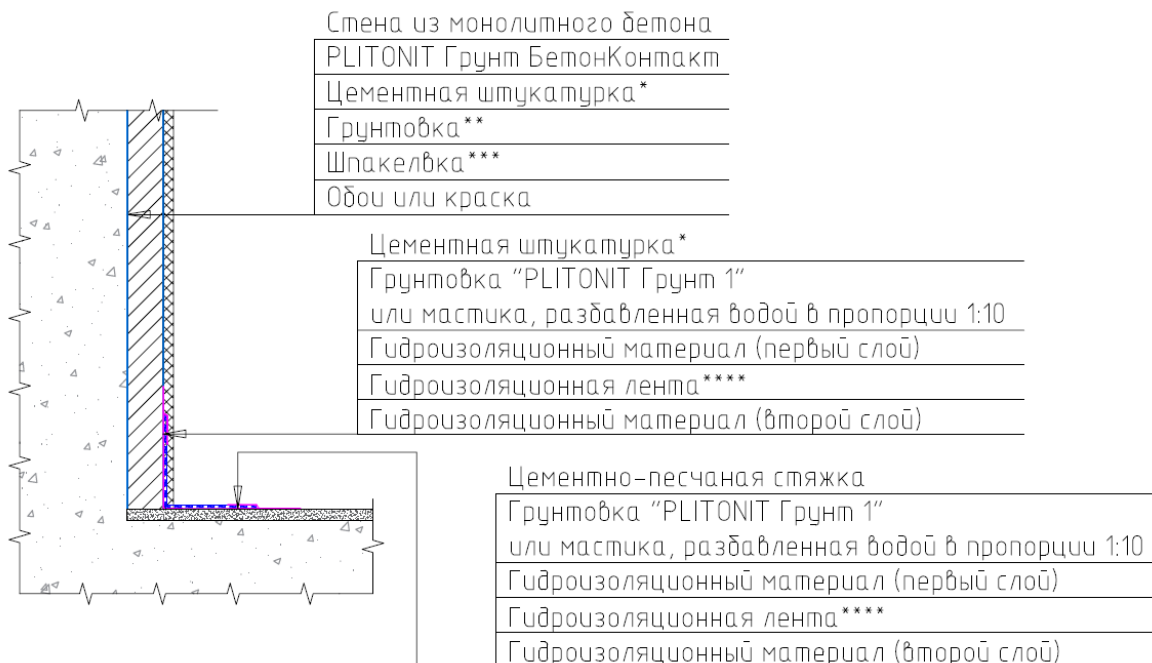 Стена из монолитного бетона
PLITONIT Грунт БетонКонтакт
Цементная штукатурка*
Грунтовка**
Шпакелвка***
Обои или краска
Цементная штукатурка*
Грунтовка "PLITONIT Грунт 1"
или мастика, разбавленная водой в пропорции 1:10
Гидроизоляционный материал (первый слой)
Гидроизоляционная лента****
Гидроизоляционный материал (второй слой)
Цементно-песчаная стяжка
Грунтовка "PLITONIT Грунт 1"
или мастика, разбавленная водой в пропорции 1:10
Гидроизоляционный материал (первый слой)
Гидроизоляционная лента****
Гидроизоляционный материал (второй слой)